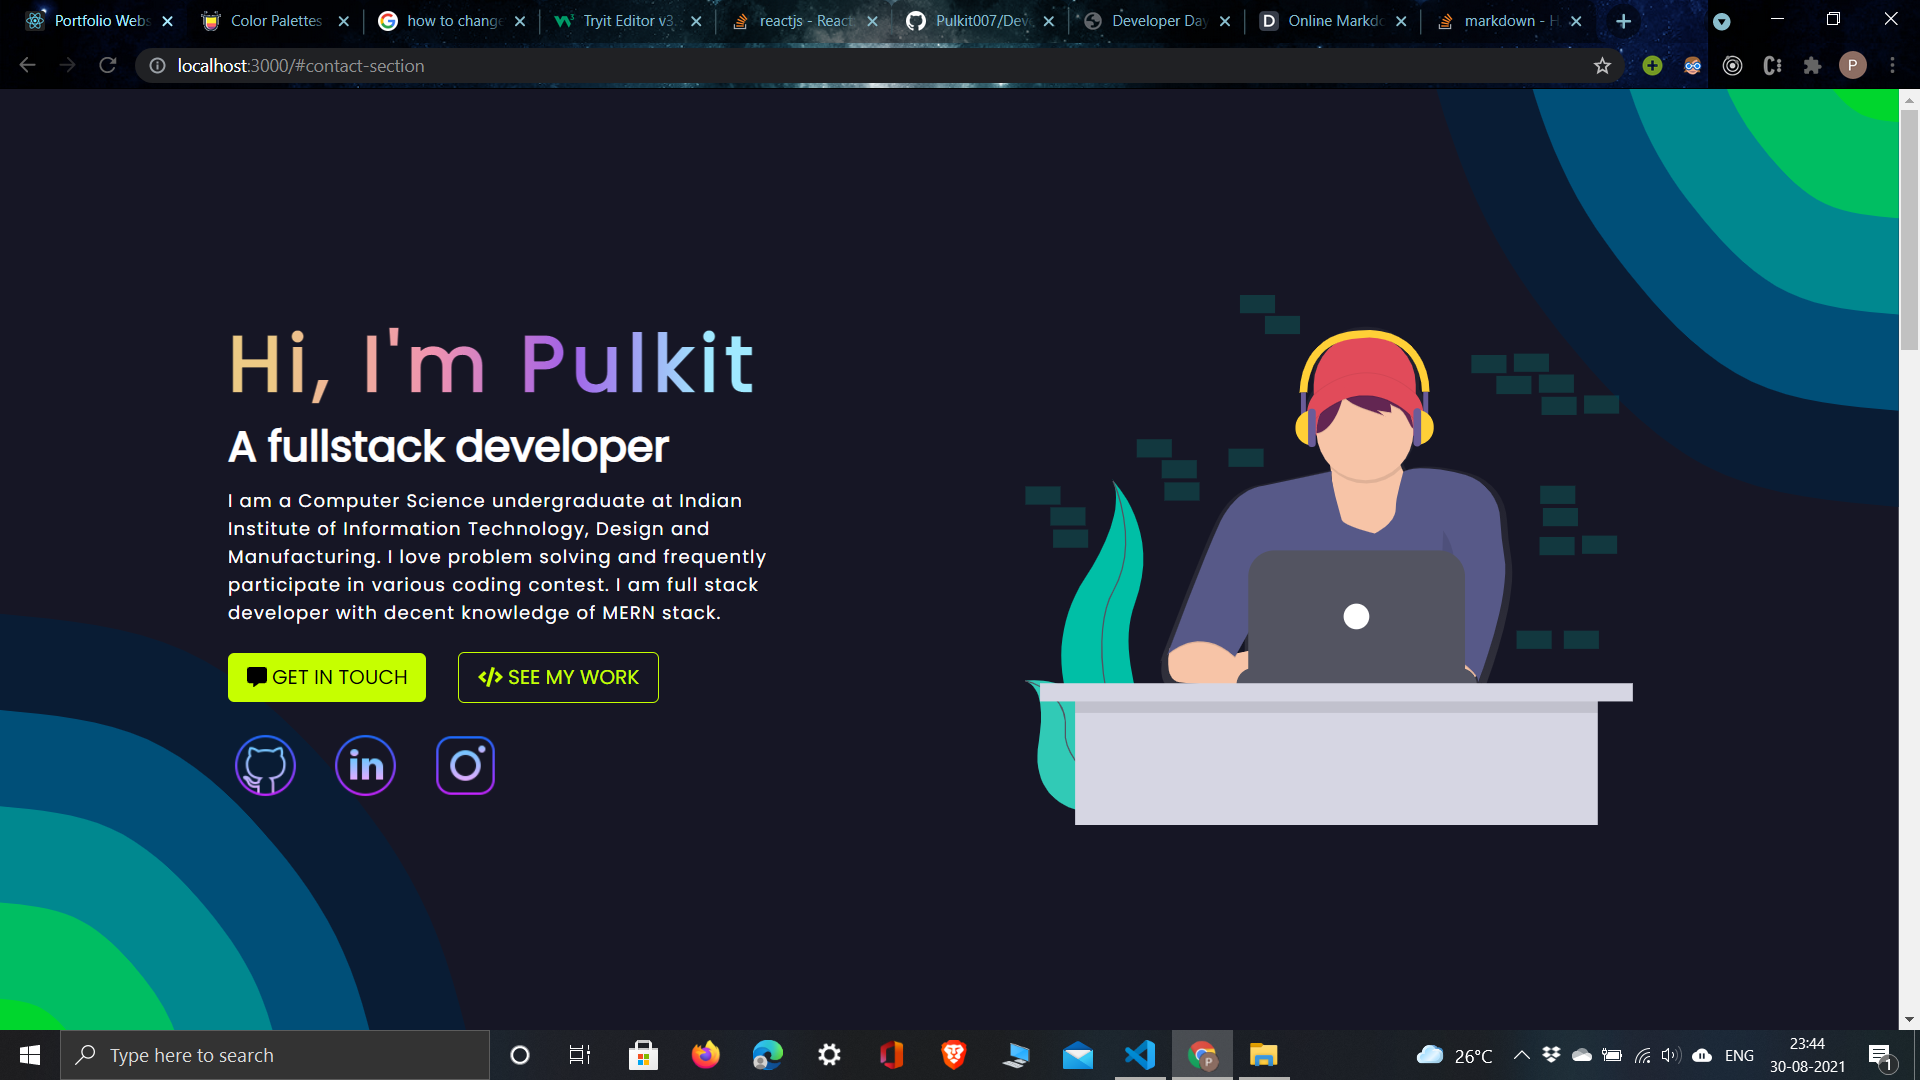 Portfolio Webs
Color Palettes
how to change
Tryit Editor v3.
reactjs - React
Pulkit007/Dev
Developer Day
D
Online Markdo
markdown - H
localhost:3000/#contact-section
P
Hi, I'm Pulkit
A fullstack developer
I am a Computer Science undergraduate at Indian
Institute of Information Technology, Design and
Manufacturing. I love problem solving and frequently
participate in various coding contest. I am full stack
developer with decent knowledge of MERN stack.
GET IN TOUCH
</> SEE MY WORK
in
Type here to search
26°C
ENG
23:44
30-08-2021
1